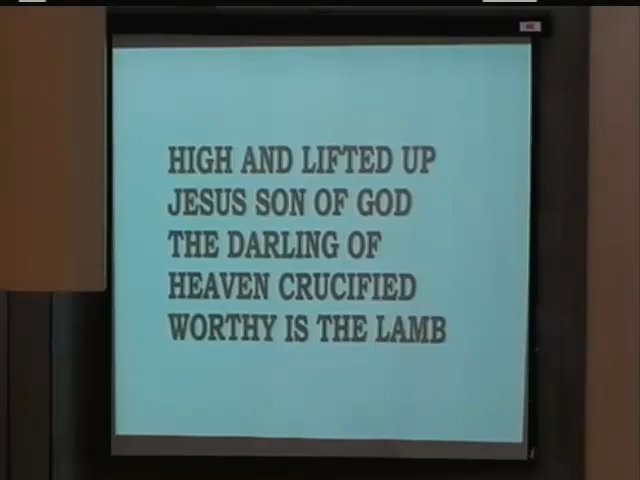 HIGH AND LIFTED UP
JESUS SON OF GOD
THE DARLING OF
HEAVEN CRUCIFIED
WORTHY IS THE LAMB